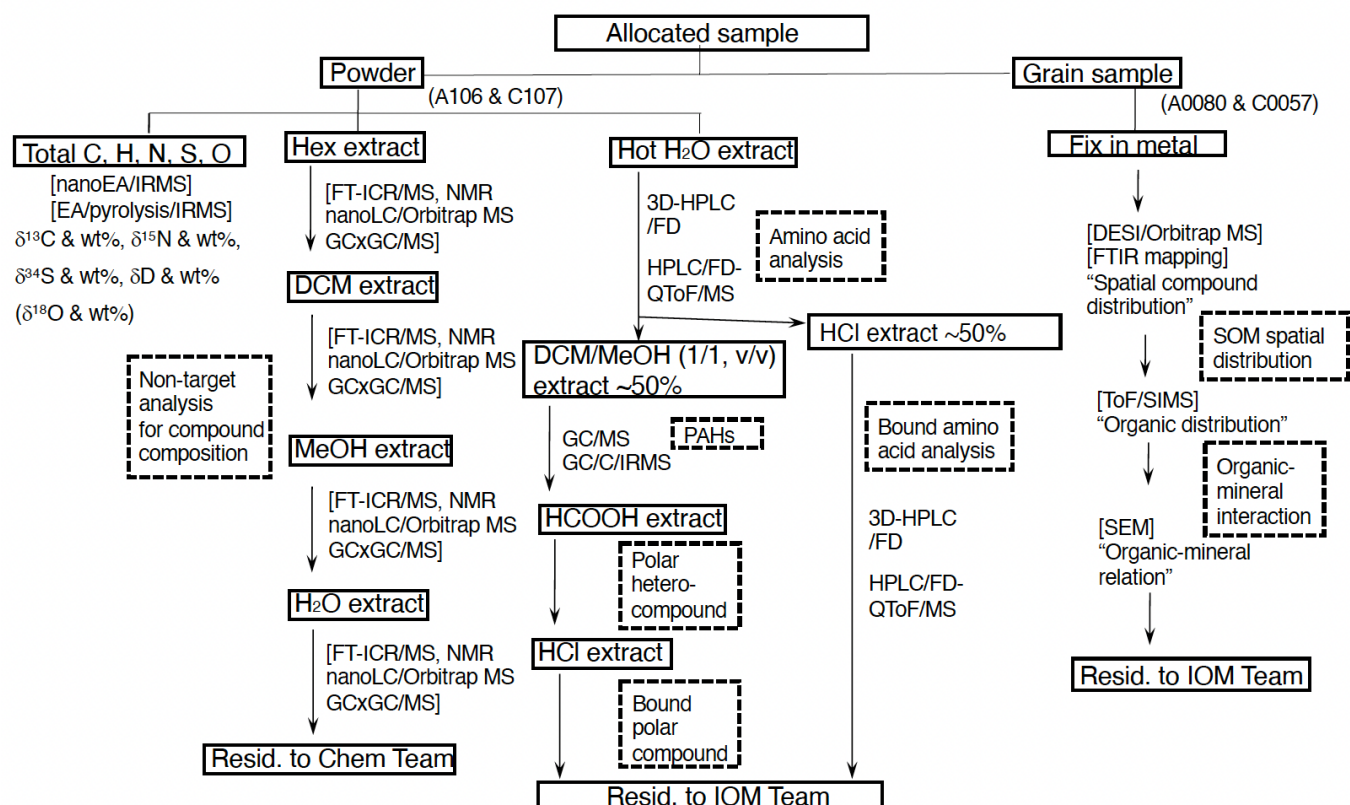 Allocated sample
Powder
Grain sample
(A106 & C107)
(A0080 & C0057)
Total C, H, N, S, O
[nanoEA/IRMS]
[EA/pyrolysis/IRMS]
δ¹³C & wt%, δ¹⁵N & wt%,
δ³⁴S & wt%, δD & wt%
(δ¹⁸O & wt%)
Non-target
analysis
for compound
composition
Hex extract
[FT-ICR/MS, NMR
nanoLC/Orbitrap MS
GCxGC/MS]
DCM extract
[FT-ICR/MS, NMR
nanoLC/Orbitrap MS
GCxGC/MS]
MeOH extract
[FT-ICR/MS, NMR
nanoLC/Orbitrap MS
GCxGC/MS]
H₂O extract
[FT-ICR/MS, NMR
nanoLC/Orbitrap MS
GCxGC/MS]
Resid. to Chem Team
Hot H₂O extract
3D-HPLC
/FD
HPLC/FD-
QToF/MS
Amino acid
analysis
DCM/MeOH (1/1, v/v)
extract ~50%
GC/MS
GC/C/IRMS
PAHs
HCOOH extract
Polar
hetero-
compound
HCl extract
Bound
polar
compound
HCl extract ~50%
Bound amino
acid analysis
3D-HPLC
/FD
HPLC/FD-
QToF/MS
Resid. to IOM Team
Fix in metal
[DESI/Orbitrap MS]
[FTIR mapping]
“Spatial compound
distribution”
SOM spatial
distribution
[ToF/SIMS]
“Organic distribution”
Organic-
mineral
interaction
[SEM]
“Organic-mineral
relation”
Resid. to IOM Team